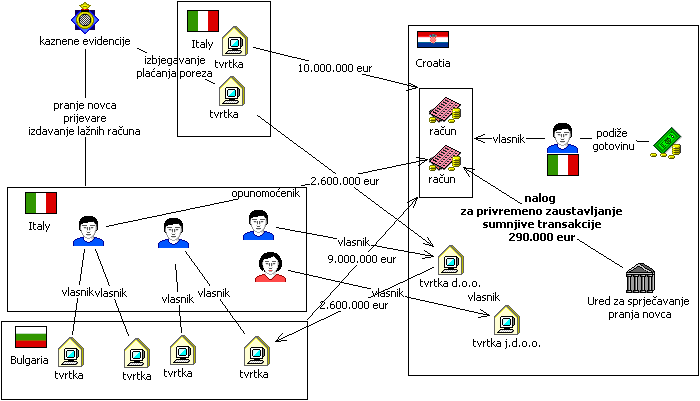 kaznene evidencije
Italy
tvrtka
izbjegavanje
plaćanja poreza
tvrtka
10.000.000 eur
Croatia
račun
račun
vlasnik
podiže
gotovinu
pranje novca
prijevare
izdavanje lažnih računa
2.600.000 eur
opunomoćenik
nalog
za privremeno zaustavljanje
sumnjive transakcije
290.000 eur
Italy
vlasnik
9.000.000 eur
tvrtka d.o.o.
Ured za sprječavanje
pranja novca
vlasnik
vlasnik
vlasnik
vlasnik
vlasnik
vlasnik
2.600.000 eur
tvrtka j.d.o.o.
Bulgaria
tvrtka
tvrtka
tvrtka
tvrtka